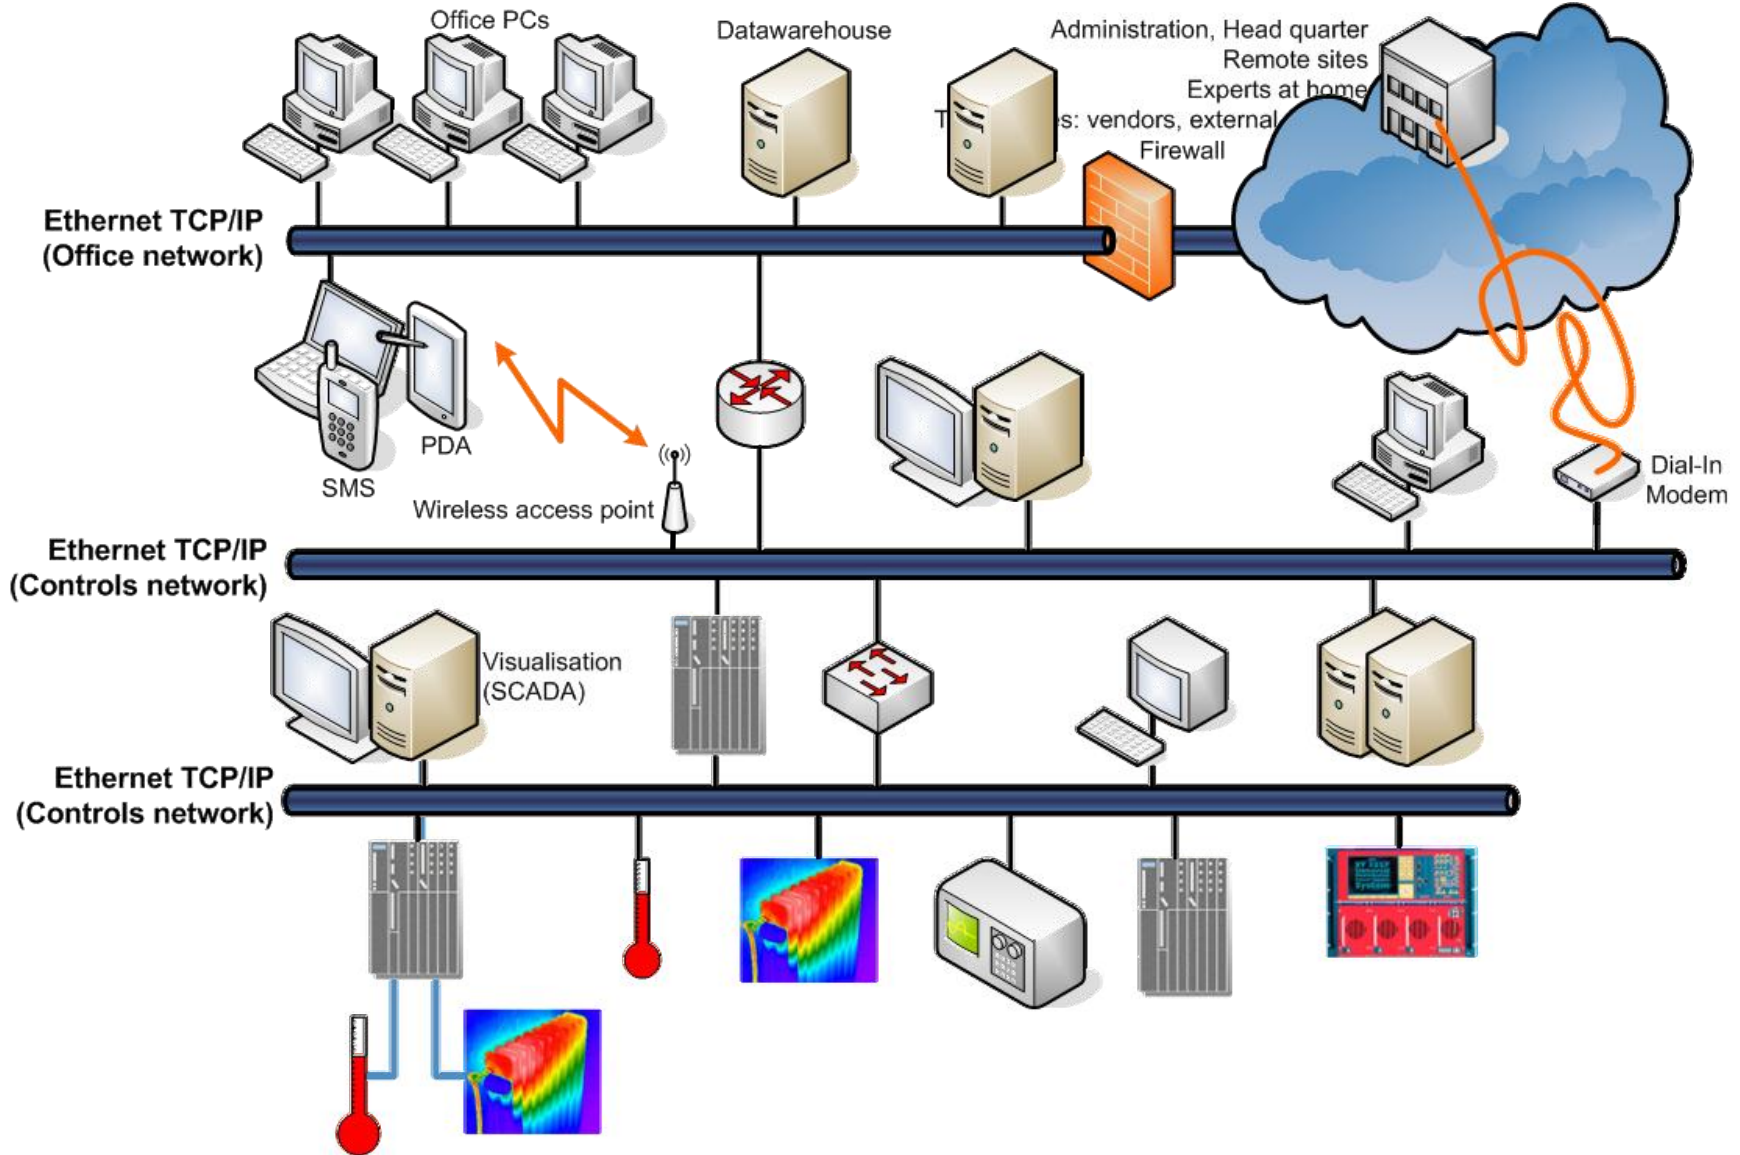 Office PCs
Datawarehouse
Administration, Head quarter
Remote sites
Experts at home
es: vendors, external
Firewall
Ethernet TCP/IP
(Office network)
PDA
SMS
Wireless access point
Dial-In
Modem
Ethernet TCP/IP
(Controls network)
Visualisation
(SCADA)
Ethernet TCP/IP
(Controls network)